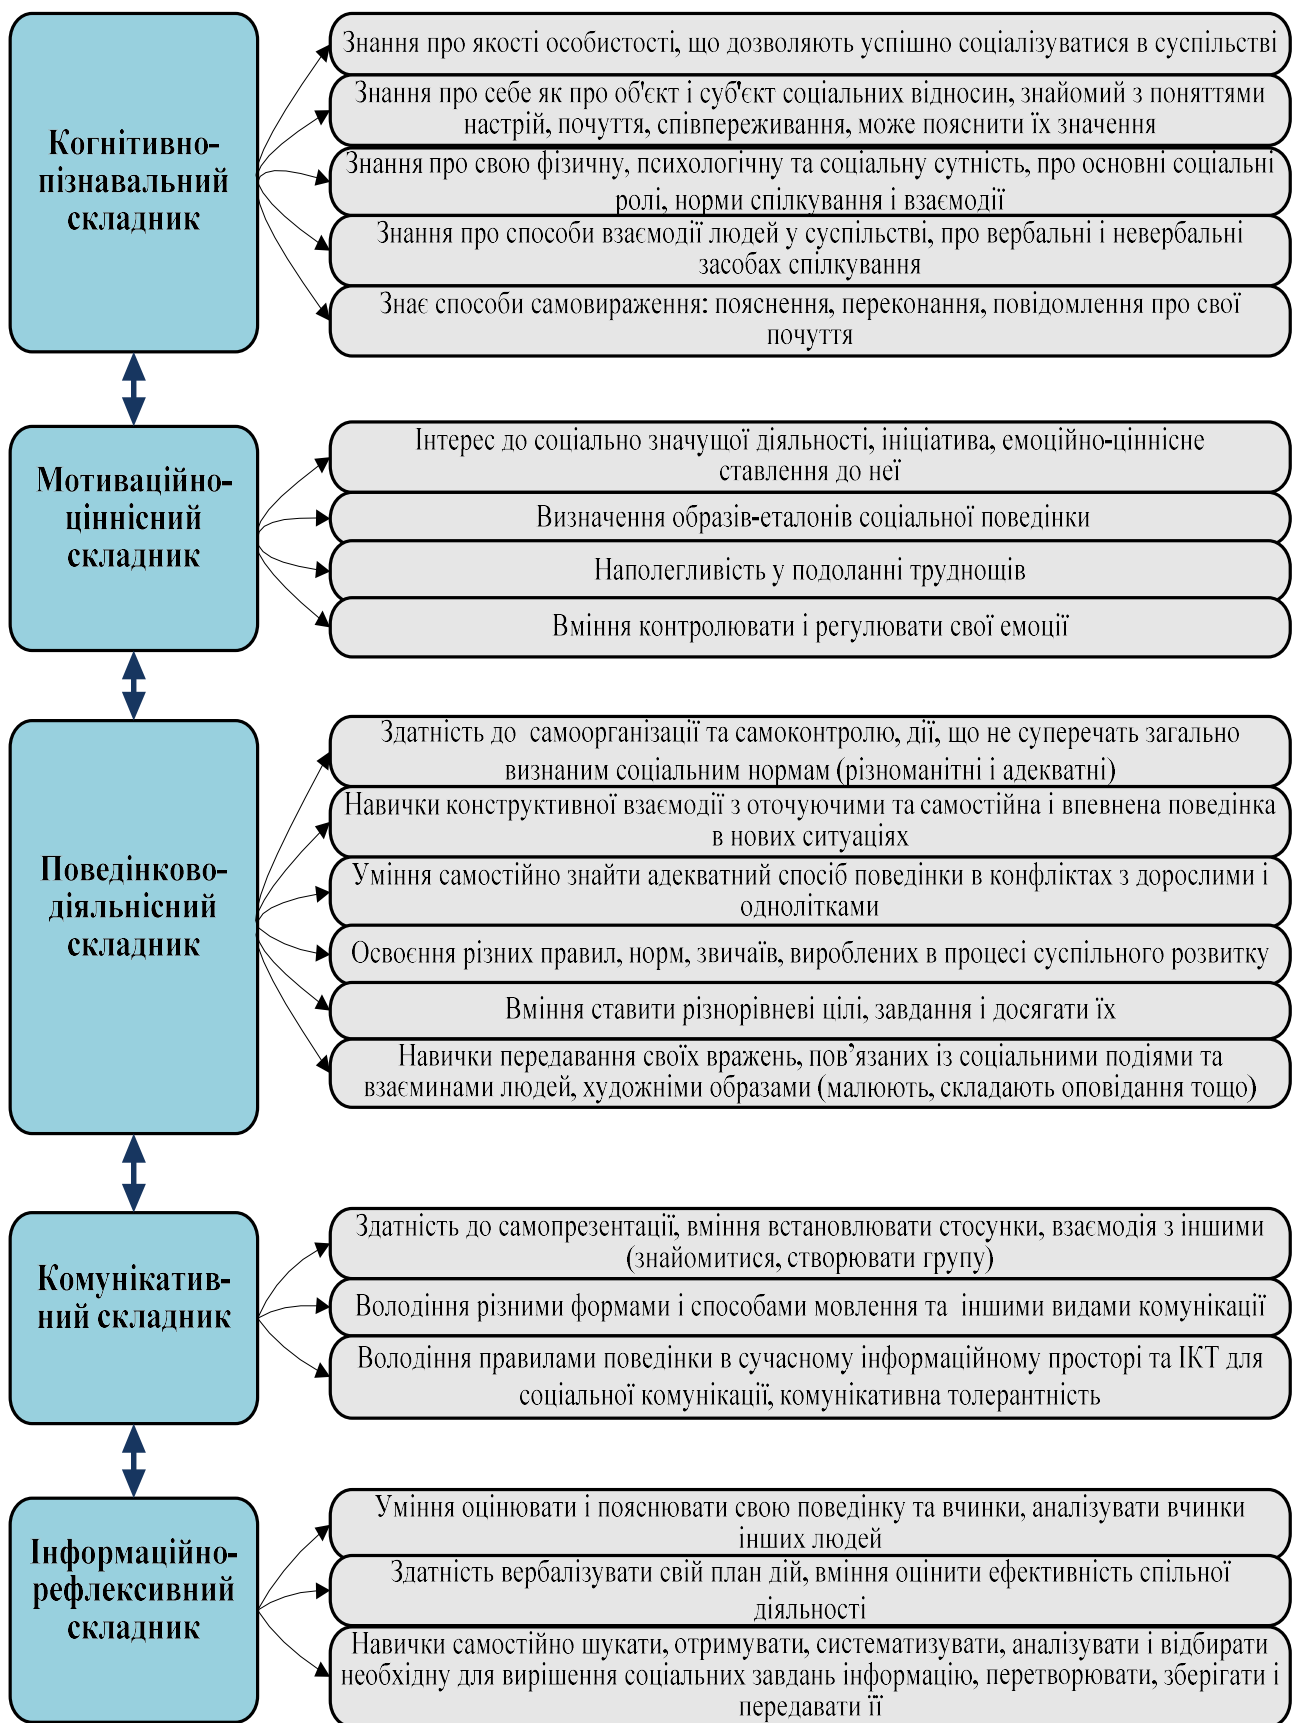 Когнітивно-
пізнавальний
складник
Знання про якості особистості, що дозволяють успішно соціалізуватися в суспільстві
Знання про себе як про об'єкт і суб'єкт соціальних відносин, знайомий з поняттями
настрій, почуття, співпереживання, може пояснити їх значення
Знання про свою фізичну, психологічну та соціальну сутність, про основні соціальні
ролі, норми спілкування і взаємодії
Знання про способи взаємодії людей у суспільстві, про вербальні і невербальні
засобах спілкування
Знає способи самовираження: пояснення, переконання, повідомлення про свої
почуття
Мотиваційно-
ціннісний
складник
Інтерес до соціально значущої діяльності, ініціатива, емоційно-ціннісне
ставлення до неї
Визначення образів-еталонів соціальної поведінки
Наполегливість у подоланні труднощів
Вміння контролювати і регулювати свої емоції
Поведінково-
діяльнісний
складник
Здатність до самоорганізації та самоконтролю, дії, що не суперечать загально
визнаним соціальним нормам (різноманітні і адекватні)
Навички конструктивної взаємодії з оточуючими та самостійна і впевнена поведінка
в нових ситуаціях
Уміння самостійно знайти адекватний спосіб поведінки в конфліктах з дорослими і
однолітками
Освоєння різних правил, норм, звичаїв, вироблених в процесі суспільного розвитку
Вміння ставити різнорівневі цілі, завдання і досягати їх
Навички передавання своїх вражень, пов’язаних із соціальними подіями та
взаєминами людей, художніми образами (малюють, складають оповідання тощо)
Комунікатив-
ний складник
Здатність до самопрезентації, вміння встановлювати стосунки, взаємодія з іншими
(знайомитися, створювати групу)
Володіння різними формами і способами мовлення та іншими видами комунікації
Володіння правилами поведінки в сучасному інформаційному просторі та ІКТ для
соціальної комунікації, комунікативна толерантність
Інформаційно-
рефлексивний
складник
Уміння оцінювати і пояснювати свою поведінку та вчинки, аналізувати вчинки
інших людей
Здатність вербалізувати свій план дій, вміння оцінити ефективність спільної
діяльності
Навички самостійно шукати, отримувати, систематизувати, аналізувати і відбирати
необхідну для вирішення соціальних завдань інформацію, перетворювати, зберігати і
передавати її